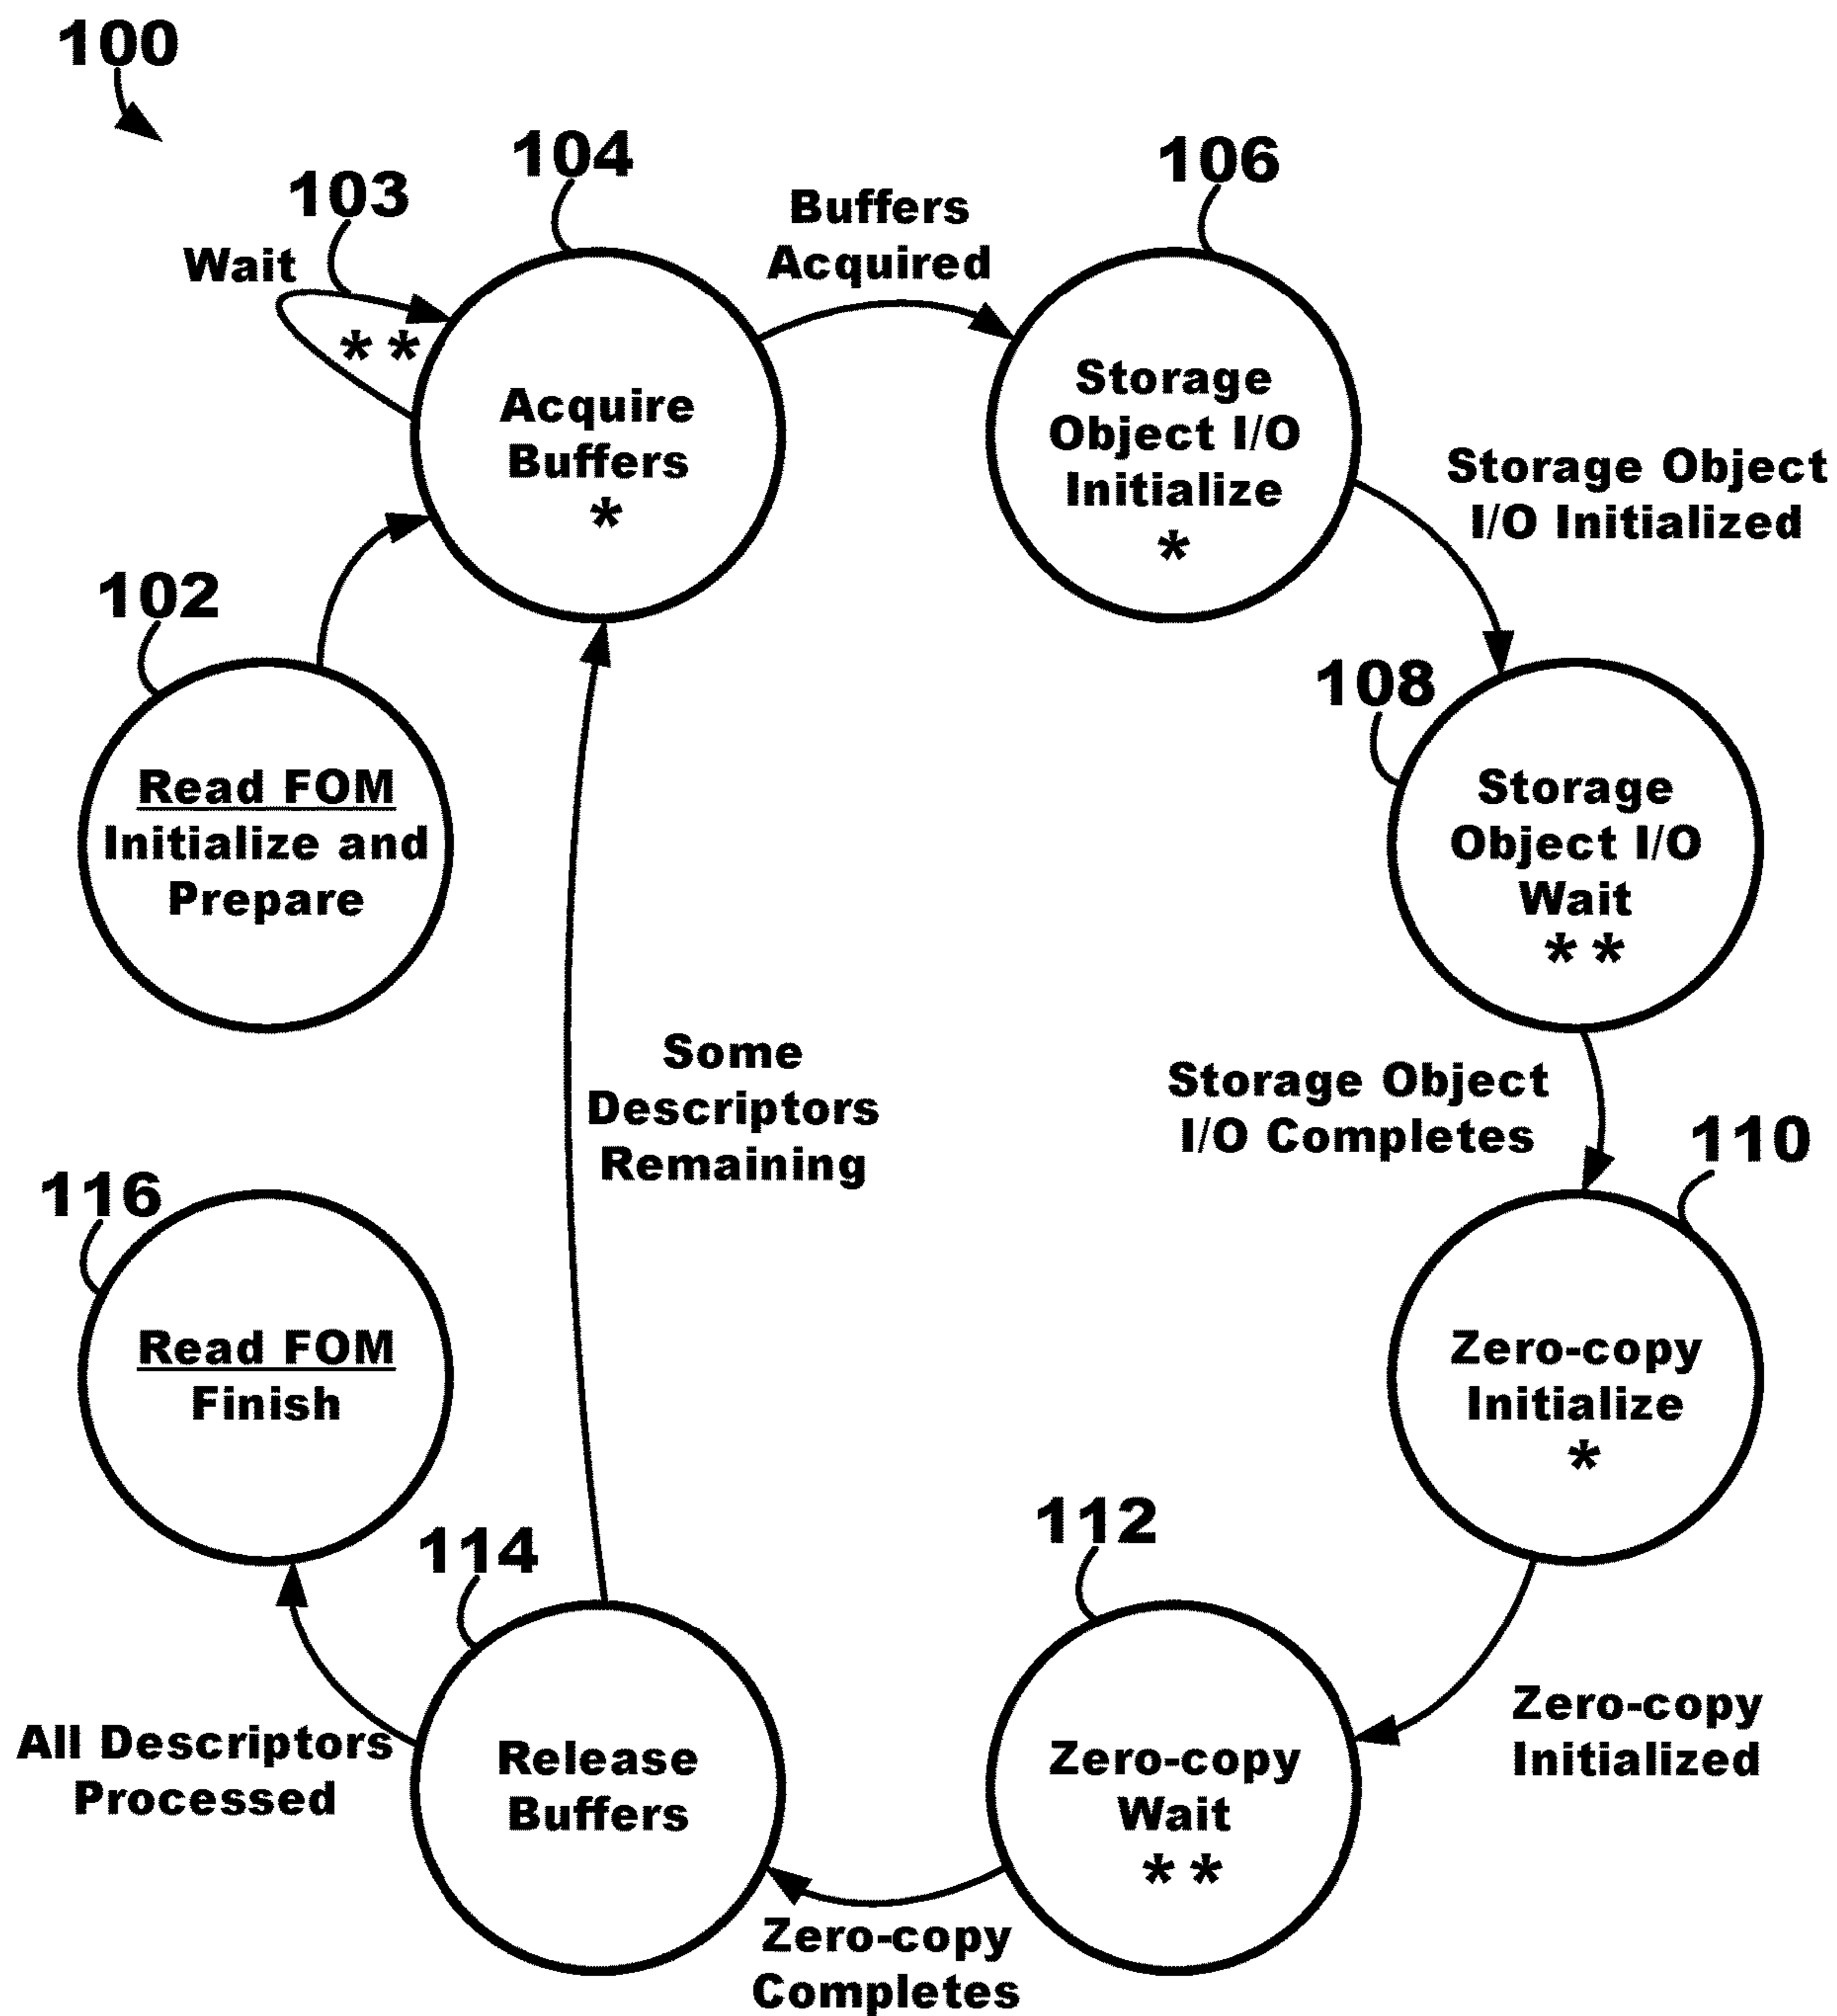 100
103
104
106
Wait
**
Buffers
Acquired
Acquire
Buffers
*
Storage
Object I/O
Initialize
*
Storage Object
I/O Initialized
102
Read FOM
Initialize and
Prepare
108
Storage
Object I/O
Wait
**
Some
Descriptors
Remaining
Storage Object
I/O Completes
110
116
Read FOM
Finish
Zero-copy
Initialize
*
114
112
Zero-copy
Initialized
All Descriptors
Processed
Release
Buffers
Zero-copy
Wait
**
Zero-copy
Completes